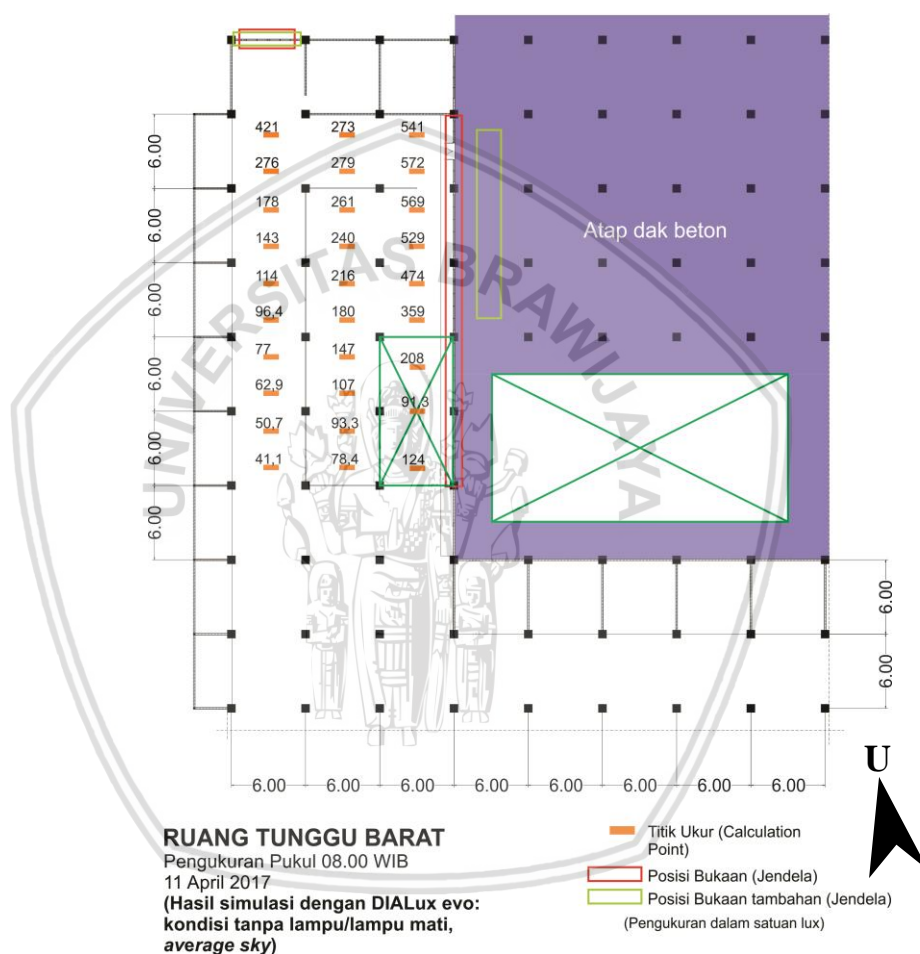 421 273 541
276 279 572
178 261 569
143 240 529
114 216 474
96,4 180 359
77 147 208
62,9 107 91,3
50,7 93,3
41,1 78,4 124
6.00
6.00
6.00
6.00
6.00
6.00
Atap dak beton
UNIVERSITAS BRAWIJAYA
6.00
6.00
6.00 6.00 6.00 6.00 6.00 6.00 6.00 6.00
U
RUANG TUNGGU BARAT
Pengukuran Pukul 08.00 WIB
11 April 2017
(Hasil simulasi dengan DIALux evo:
kondisi tanpa lampu/lampu mati,
average sky)
Titik Ukur (Calculation
Point)
Posisi Bukaan (Jendela)
Posisi Bukaan tambahan (Jendela)
(Pengukuran dalam satuan lux)